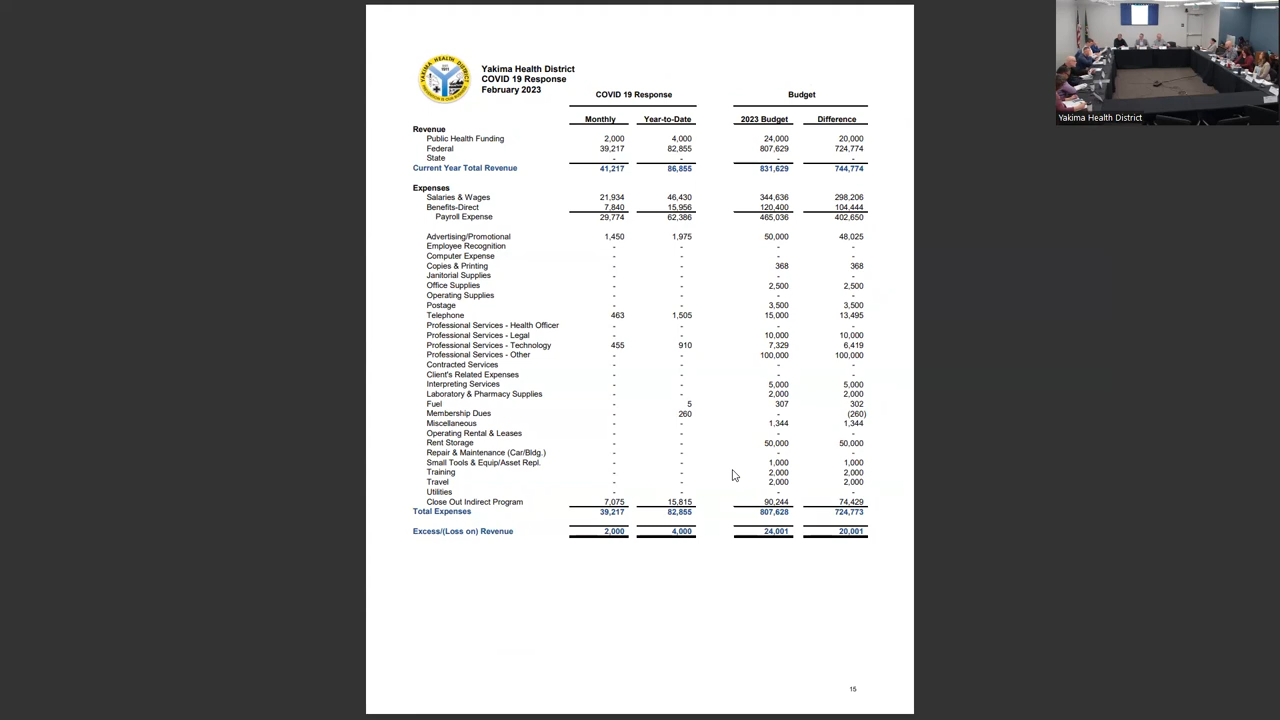 Yakima Health District
COVID 19 Response
February 2023
COVID 19 Response Budget
Monthly Year-to-Date 2023 Budget Difference
Revenue
Public Health Funding 2,000 4,000 24,000 20,000
Federal 39,217 82,855 807,629 724,774
State - - - -
Current Year Total Revenue 41,217 86,855 831,629 744,774
Expenses
Salaries & Wages 21,934 46,430 344,636 298,206
Benefits-Direct 7,840 15,956 120,400 104,444
Payroll Expense 29,774 62,386 465,036 402,650
Advertising/Promotional 1,450 1,975 50,000 48,025
Employee Recognition - - - -
Computer Expense - - - -
Copies & Printing - - 368 368
Janitorial Supplies - - - -
Office Supplies - - 2,500 2,500
Operating Supplies - - - -
Postage - - 3,500 3,500
Telephone 463 1,505 15,000 13,495
Professional Services - Health Officer - - - -
Professional Services - Legal - - 10,000 10,000
Professional Services - Technology 455 910 7,329 6,419
Professional Services - Other - - 100,000 100,000
Contracted Services - - - -
Client's Related Expenses - - - -
Interpreting Services - - 5,000 5,000
Laboratory & Pharmacy Supplies - - 2,000 2,000
Fuel - 5 307 302
Membership Dues - 260 - (260)
Miscellaneous - - 1,344 1,344
Operating Rental & Leases - - - -
Rent Storage - - 50,000 50,000
Repair & Maintenance (Car/Bldg.) - - - -
Small Tools & Equip/Asset Repl. - - 1,000 1,000
Training - - 2,000 2,000
Travel - - 2,000 2,000
Utilities - - - -
Close Out Indirect Program 7,075 15,815 90,244 74,429
Total Expenses 39,217 82,855 807,628 724,773
Excess/(Loss on) Revenue 2,000 4,000 24,001 20,001
15
Yakima Health District